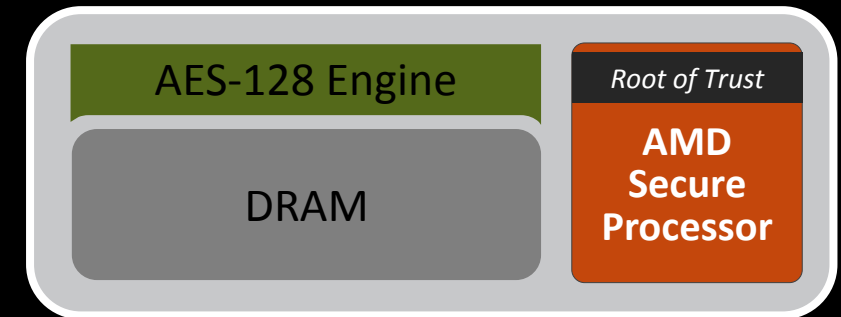 AES-128 Engine
DRAM
Root of Trust
AMD
Secure
Processor